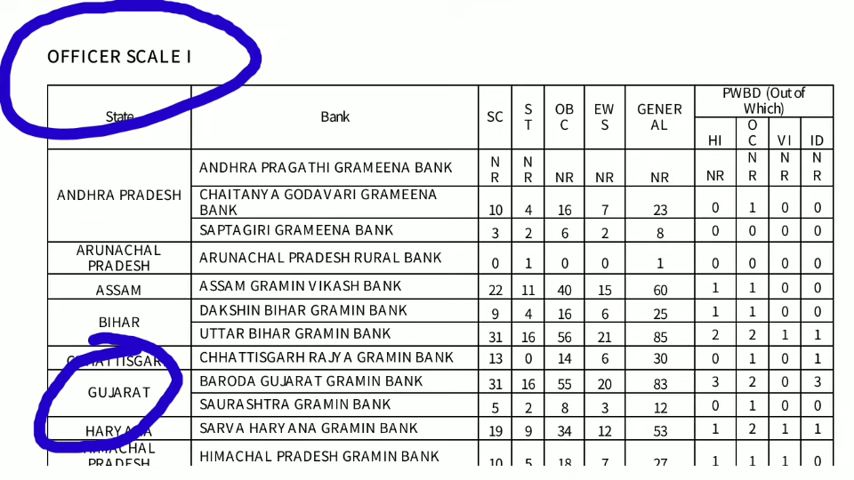 OFFICER SCALE I
State Bank SC ST OBC EWS GENERAL PWBD (Out of Which)
HI OC VI ID
ANDHRA PRADESH ANDHRA PRAGATHI GRAMEENA BANK NR NR NR NR NR NR NR NR NR
CHAITANYA GODAVARI GRAMEENA BANK 10 4 16 7 23 0 1 0 0
SAPTAGIRI GRAMEENA BANK 3 2 6 2 8 0 0 0 0
ARUNACHAL PRADESH ARUNACHAL PRADESH RURAL BANK 0 1 0 0 1 0 0 0 0
ASSAM ASSAM GRAMIN VIKASH BANK 22 11 40 15 60 1 1 0 0
BIHAR DAKSHIN BIHAR GRAMIN BANK 9 4 16 6 25 1 1 0 0
UTTAR BIHAR GRAMIN BANK 31 16 56 21 85 2 2 1 1
CHHATTISGARH CHHATTISGARH RAJYA GRAMIN BANK 13 0 14 6 30 0 1 0 1
GUJARAT BARODA GUJARAT GRAMIN BANK 31 16 55 20 83 3 2 0 3
SAURASHTRA GRAMIN BANK 5 2 8 3 12 0 1 0 0
HARYANA SARVA HARYANA GRAMIN BANK 19 9 34 12 53 1 2 1 1
HIMACHAL PRADESH HIMACHAL PRADESH GRAMIN BANK 10 5 18 7 27 1 1 1 0